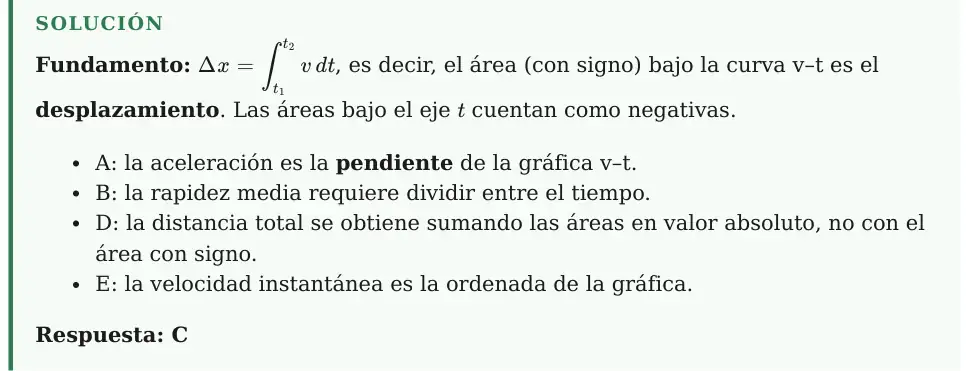 SOLUCIÓN
Fundamento: Δx = ∫_{t₁}^{t₂} v dt, es decir, el área (con signo) bajo la curva v–t es el
desplazamiento. Las áreas bajo el eje t cuentan como negativas.
• A: la aceleración es la pendiente de la gráfica v–t.
• B: la rapidez media requiere dividir entre el tiempo.
• D: la distancia total se obtiene sumando las áreas en valor absoluto, no con el
área con signo.
• E: la velocidad instantánea es la ordenada de la gráfica.
Respuesta: C